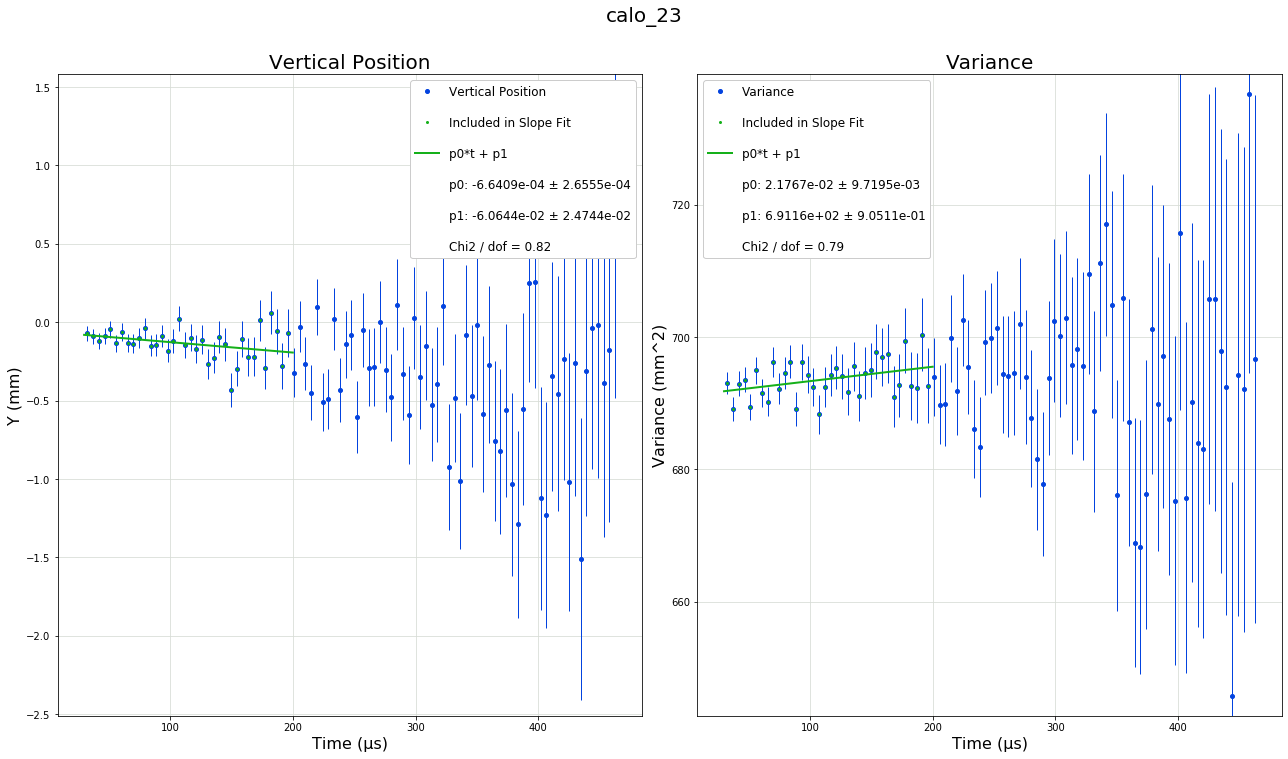 calo_23
Vertical Position
Vertical Position
Included in Slope Fit
p0*t + p1
p0: -6.6409e-04 ± 2.6555e-04
p1: -6.0644e-02 ± 2.4744e-02
Chi2 / dof = 0.82
1.5
1.0
0.5
0.0
−0.5
−1.0
−1.5
−2.0
−2.5
Y (mm)
100
200
300
400
Time (μs)
Variance
Variance
Included in Slope Fit
p0*t + p1
p0: 2.1767e-02 ± 9.7195e-03
p1: 6.9116e+02 ± 9.0511e-01
Chi2 / dof = 0.79
720
700
680
660
Variance (mm^2)
100
200
300
400
Time (μs)